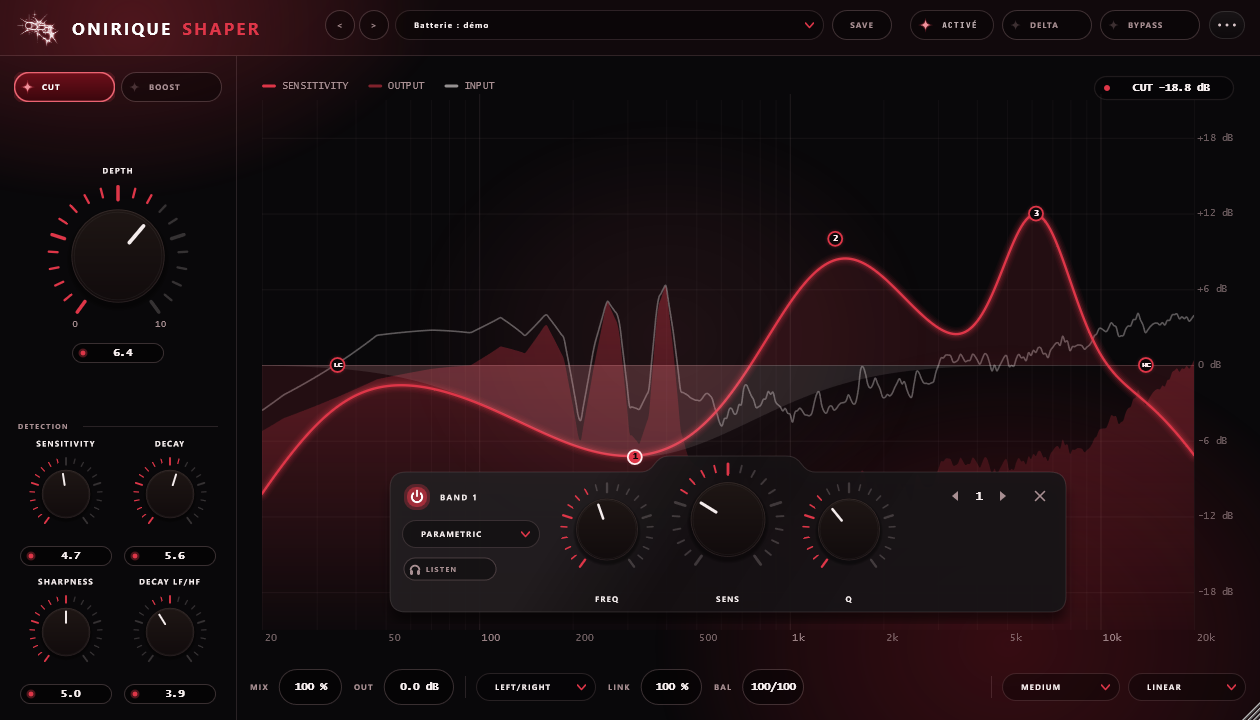 ONIRIQUE SHAPER
< > Batterie : démo SAVE ACTIVÉ DELTA BYPASS
CUT BOOST
SENSITIVITY OUTPUT INPUT
CUT -18.8 dB
+18 dB
DEPTH
+12 dB
2
3
+6 dB
0 10
6.4
LC
HC
0 dB
DETECTION
SENSITIVITY DECAY
-6 dB
1
BAND 1
1
PARAMETRIC
-12 dB
4.7 5.6
LISTEN
SHARPNESS DECAY LF/HF
-18 dB
FREQ SENS Q
20 50 100 200 500 1k 2k 5k 10k 20k
5.0 3.9
MIX 100 % OUT 0.0 dB LEFT/RIGHT LINK 100 % BAL 100/100 MEDIUM LINEAR